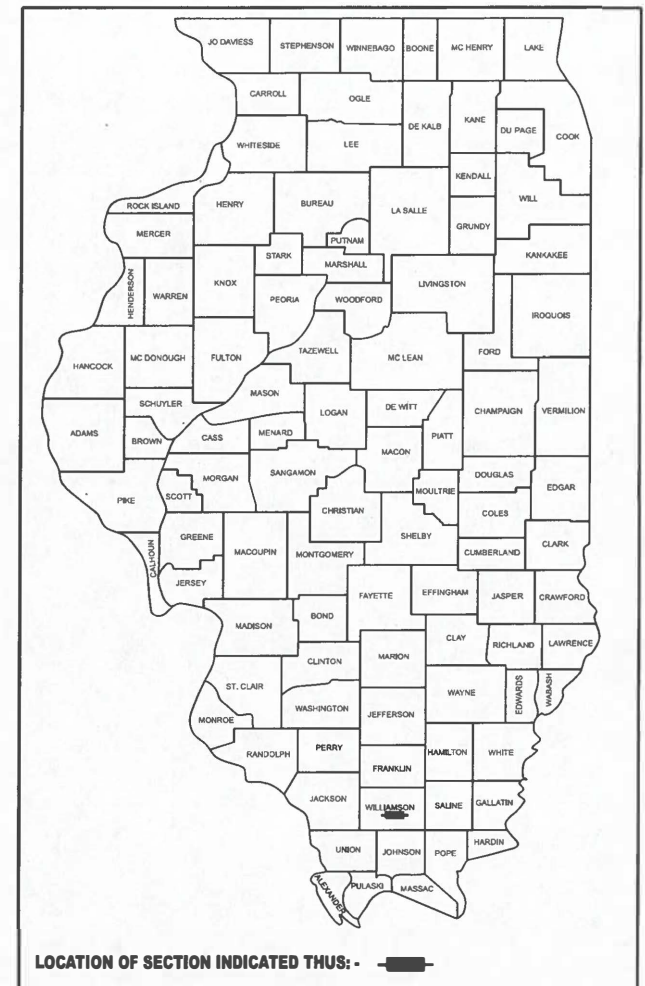 JO DAVIESS
STEPHENSON
WINNEBAGO
BOONE
MC HENRY
LAKE
CARROLL
OGLE
DE KALB
KANE
DU PAGE
COOK
WHITESIDE
LEE
KENDALL
WILL
ROCK ISLAND
HENRY
BUREAU
LA SALLE
GRUNDY
MERCER
PUTNAM
STARK
MARSHALL
KANKAKEE
HENDERSON
WARREN
KNOX
PEORIA
WOODFORD
LIVINGSTON
IROQUOIS
HANCOCK
MC DONOUGH
FULTON
TAZEWELL
MC LEAN
FORD
SCHUYLER
MASON
LOGAN
DE WITT
CHAMPAIGN
VERMILION
ADAMS
BROWN
CASS
MENARD
MACON
PIATT
PIKE
SCOTT
MORGAN
SANGAMON
CHRISTIAN
MOULTRIE
DOUGLAS
EDGAR
COLES
CALHOUN
GREENE
MACOUPIN
MONTGOMERY
SHELBY
CUMBERLAND
CLARK
JERSEY
FAYETTE
EFFINGHAM
JASPER
CRAWFORD
MADISON
BOND
CLAY
RICHLAND
LAWRENCE
CLINTON
MARION
ST. CLAIR
WAYNE
EDWARDS
WABASH
WASHINGTON
JEFFERSON
MONROE
RANDOLPH
PERRY
HAMILTON
WHITE
FRANKLIN
JACKSON
WILLIAMSON
SALINE
GALLATIN
UNION
JOHNSON
POPE
HARDIN
ALEXANDER
PULASKI
MASSAC
LOCATION OF SECTION INDICATED THUS: -